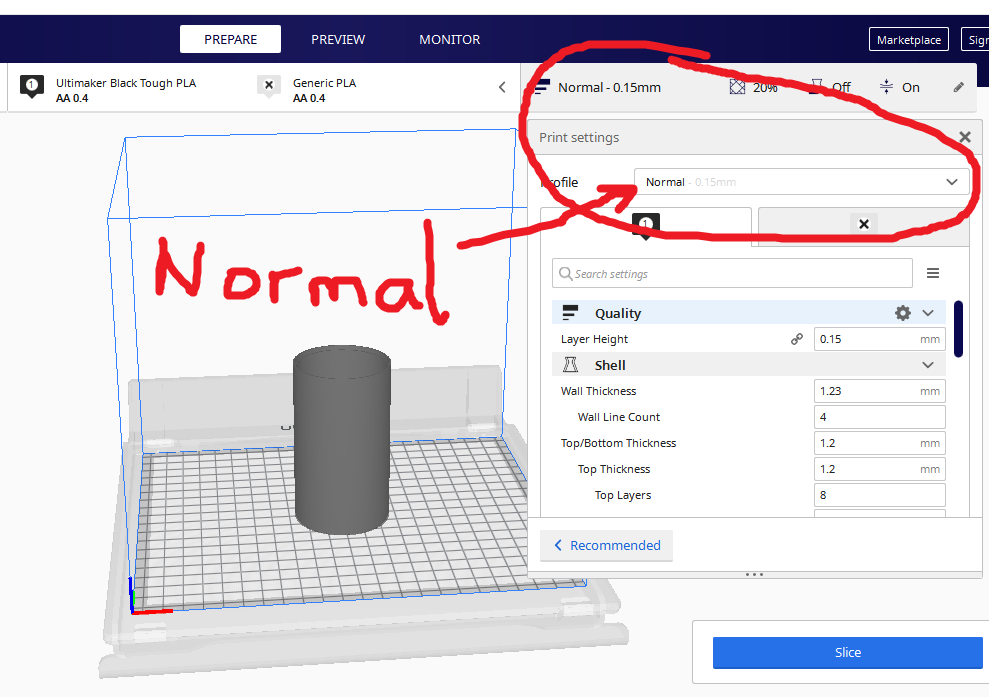 PREPARE PREVIEW MONITOR Marketplace Sign
1 Ultimaker Black Tough PLA
AA 0.4
Generic PLA
AA 0.4
Normal - 0.15mm 20% Off On
Print settings
Profile Normal - 0.15mm
1
Search settings
Quality
Layer Height 0.15 mm
Shell
Wall Thickness 1.23 mm
Wall Line Count 4
Top/Bottom Thickness 1.2 mm
Top Thickness 1.2 mm
Top Layers 8
Recommended
Slice
Normal